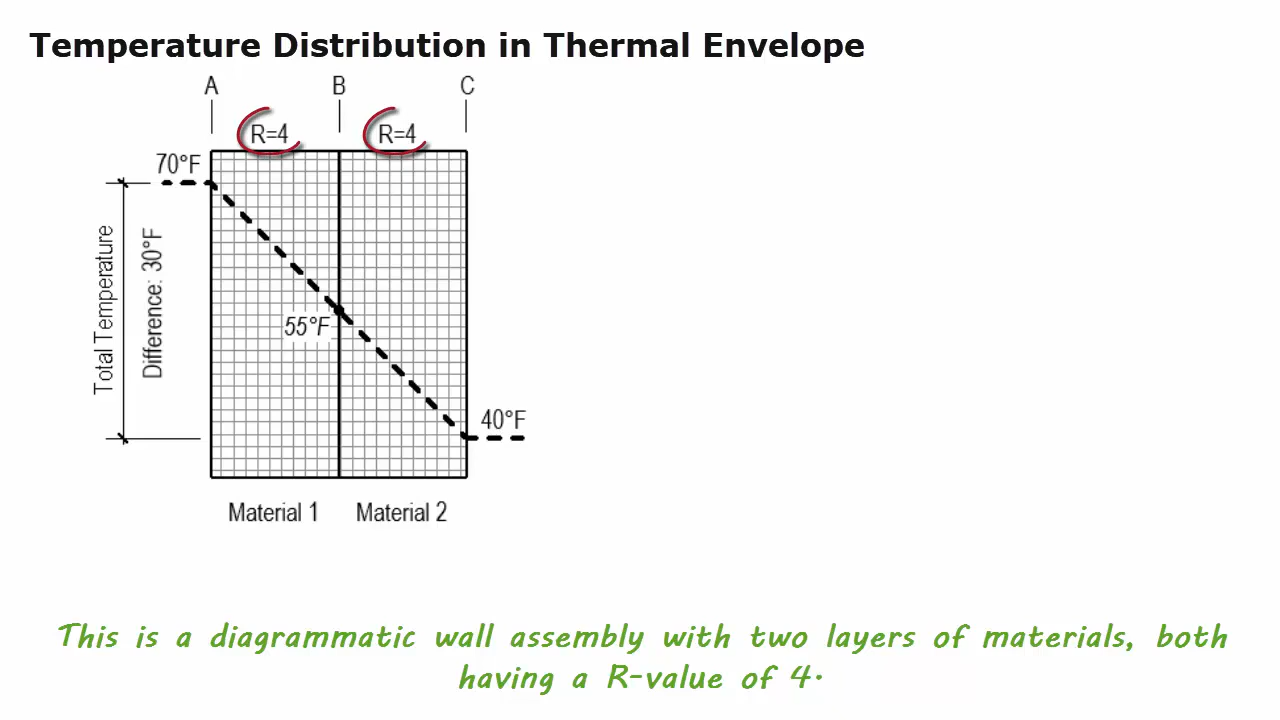 Temperature Distribution in Thermal Envelope
A B C
R=4 R=4
70°F
Total Temperature
Difference: 30°F
55°F
40°F
Material 1 Material 2
This is a diagrammatic wall assembly with two layers of materials, both
having a R-value of 4.